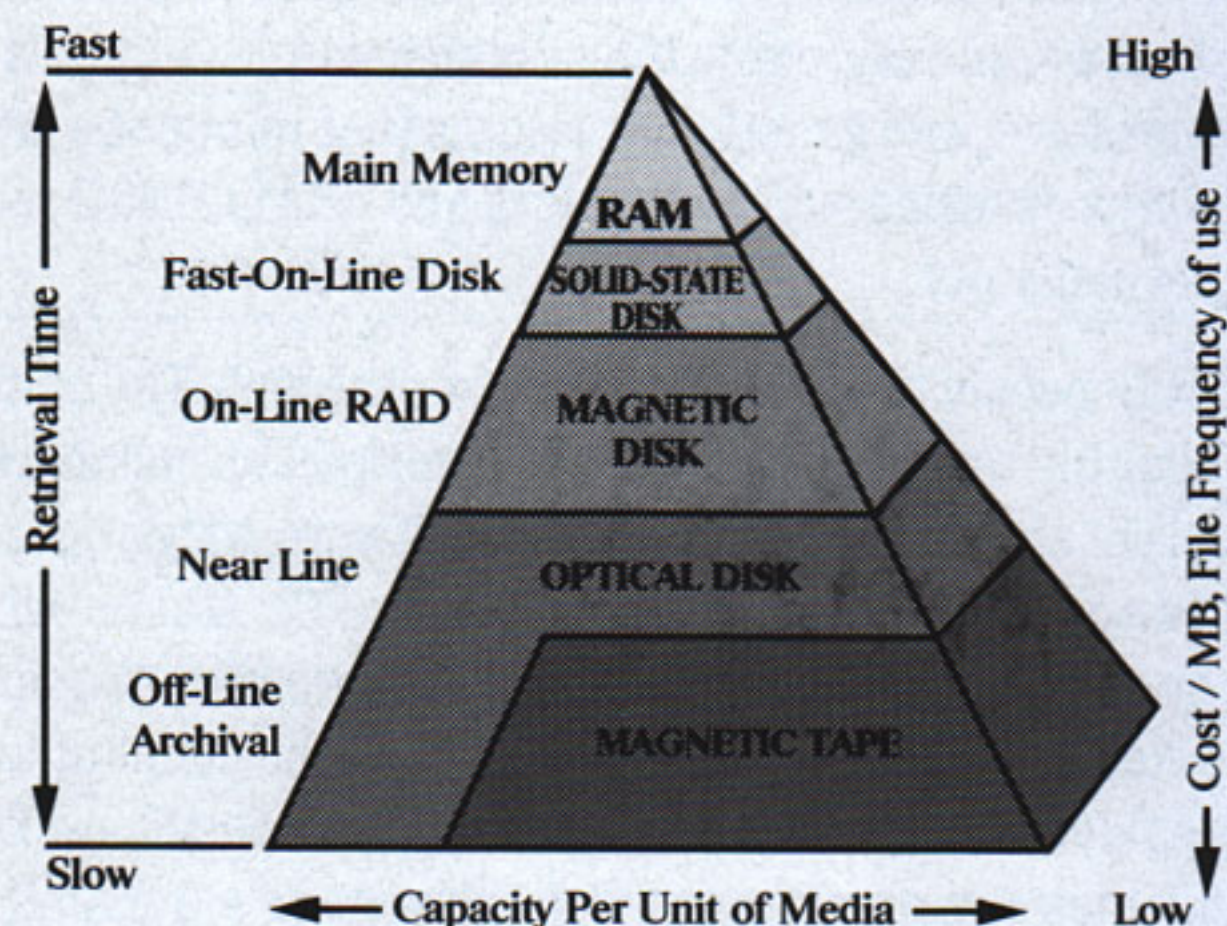 Fast
High
Main Memory
RAM
Fast-On-Line Disk
SOLID-STATE
DISK
On-Line RAID
MAGNETIC
DISK
Near Line
OPTICAL DISK
Off-Line
Archival
MAGNETIC TAPE
Retrieval Time
Cost / MB, File Frequency of use
Slow
Capacity Per Unit of Media
Low